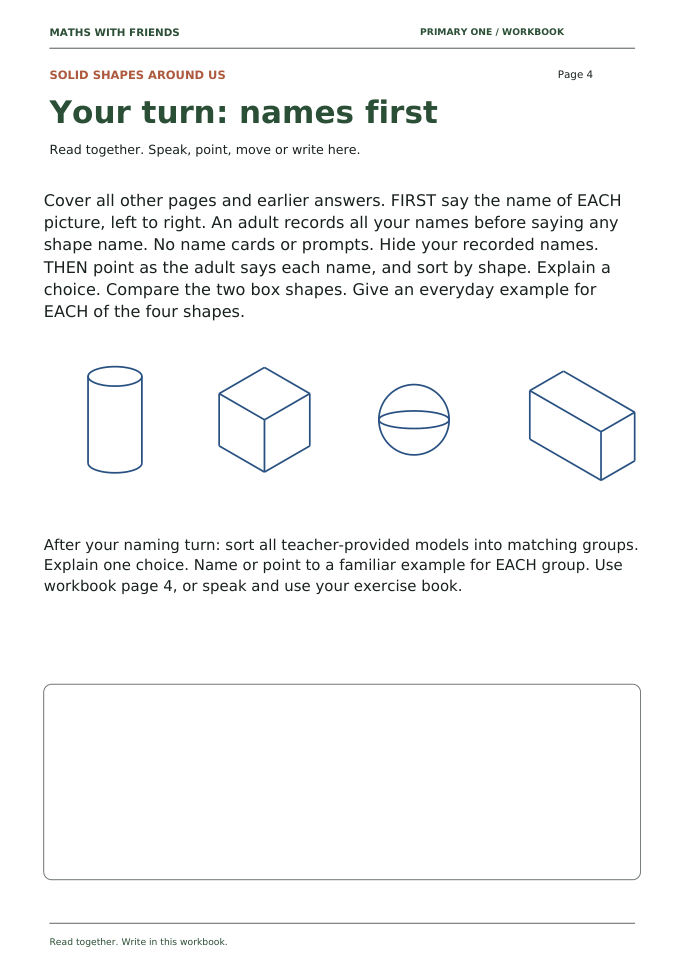 MATHS WITH FRIENDS
PRIMARY ONE / WORKBOOK
SOLID SHAPES AROUND US
Page 4
Your turn: names first
Read together. Speak, point, move or write here.
Cover all other pages and earlier answers. FIRST say the name of EACH
picture, left to right. An adult records all your names before saying any
shape name. No name cards or prompts. Hide your recorded names.
THEN point as the adult says each name, and sort by shape. Explain a
choice. Compare the two box shapes. Give an everyday example for
EACH of the four shapes.
After your naming turn: sort all teacher-provided models into matching groups.
Explain one choice. Name or point to a familiar example for EACH group. Use
workbook page 4, or speak and use your exercise book.
Read together. Write in this workbook.